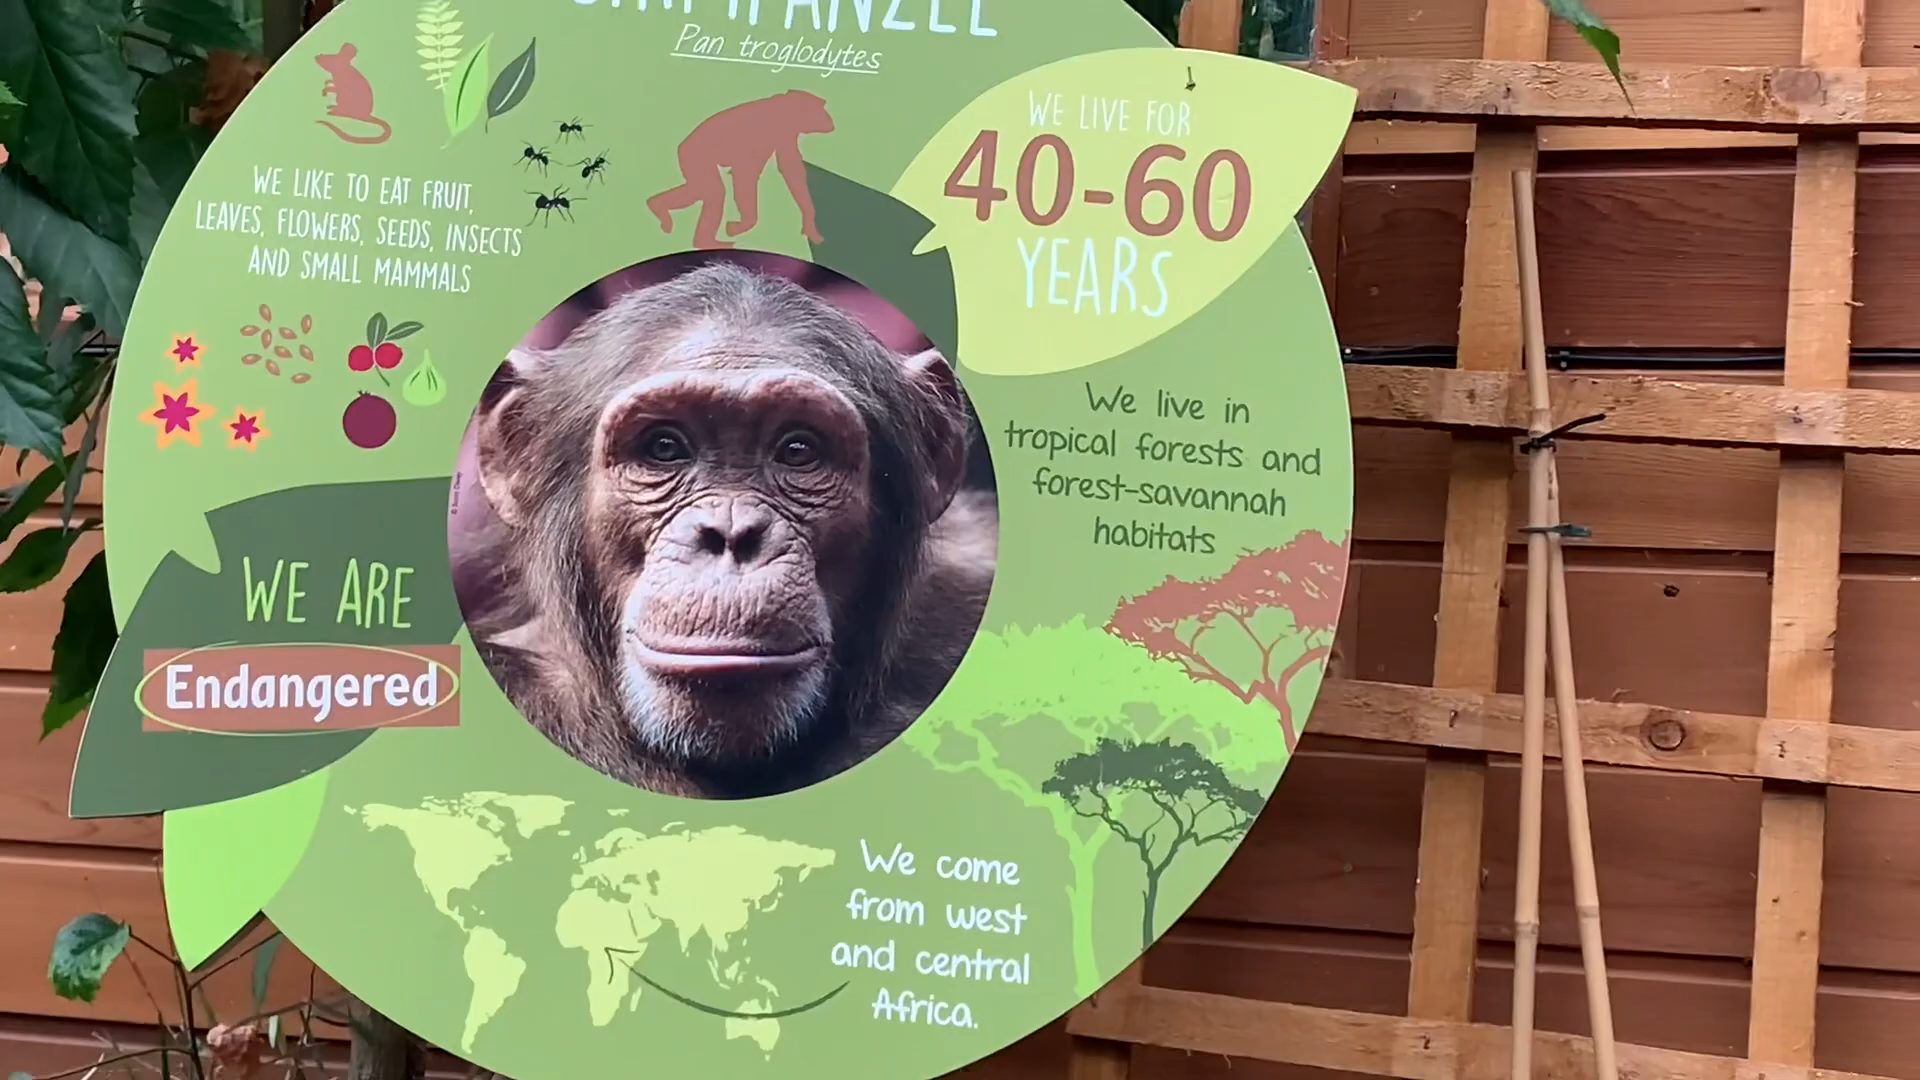 CHIMPANZEE
Pan troglodytes
WE LIVE FOR
40-60
YEARS
WE LIKE TO EAT FRUIT,
LEAVES, FLOWERS, SEEDS, INSECTS
AND SMALL MAMMALS
We live in
tropical forests and
forest-savannah
habitats
WE ARE
Endangered
We come
from west
and central
Africa.